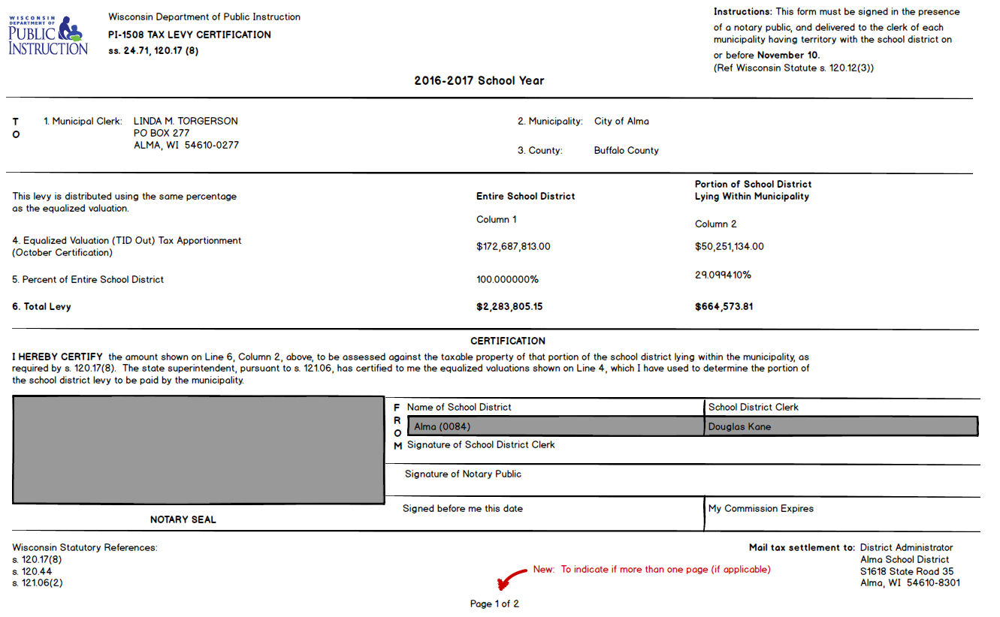 WISCONSIN
DEPARTMENT OF
PUBLIC
INSTRUCTION
Wisconsin Department of Public Instruction
PI-1508 TAX LEVY CERTIFICATION
ss. 24.71, 120.17 (8)
Instructions: This form must be signed in the presence
of a notary public, and delivered to the clerk of each
municipality having territory with the school district on
or before November 10.
(Ref Wisconsin Statute s. 120.12(3))
2016-2017 School Year
T
O
1. Municipal Clerk: LINDA M. TORGERSON
PO BOX 277
ALMA, WI 54610-0277
2. Municipality: City of Alma
3. County: Buffalo County
This levy is distributed using the same percentage
as the equalized valuation.
Entire School District
Portion of School District
Lying Within Municipality
Column 1
Column 2
4. Equalized Valuation (TID Out) Tax Apportionment
(October Certification)
$172,687,813.00
$50,251,134.00
5. Percent of Entire School District
100.000000%
29.099410%
6. Total Levy
$2,283,805.15
$664,573.81
CERTIFICATION
I HEREBY CERTIFY the amount shown on Line 6, Column 2, above, to be assessed against the taxable property of that portion of the school district lying within the municipality, as
required by s. 120.17(8). The state superintendent, pursuant to s. 121.06, has certified to me the equalized valuations shown on Line 4, which I have used to determine the portion of
the school district levy to be paid by the municipality.
NOTARY SEAL
F
R
O
M
Name of School District
School District Clerk
Alma (0084)
Douglas Kane
Signature of School District Clerk
Signature of Notary Public
Signed before me this date
My Commission Expires
Wisconsin Statutory References:
s. 120.17(8)
s. 120.44
s. 121.06(2)
New: To indicate if more than one page (if applicable)
Page 1 of 2
Mail tax settlement to: District Administrator
Alma School District
S1618 State Road 35
Alma, WI 54610-8301